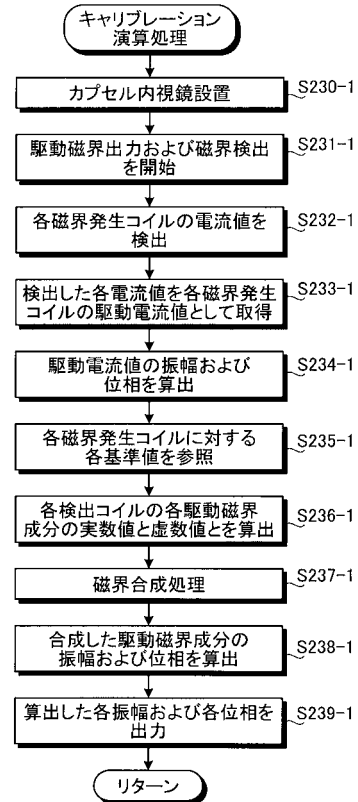 キャリブレーション
演算処理
カプセル内視鏡設置
S230-1
駆動磁界出力および磁界検出
を開始
S231-1
各磁界発生コイルの電流値を
検出
S232-1
検出した各電流値を各磁界発生
コイルの駆動電流値として取得
S233-1
駆動電流値の振幅および
位相を算出
S234-1
各磁界発生コイルに対する
各基準値を参照
S235-1
各検出コイルの各駆動磁界
成分の実数値と虚数値とを算出
S236-1
磁界合成処理
S237-1
合成した駆動磁界成分の
振幅および位相を算出
S238-1
算出した各振幅および各位相を
出力
S239-1
リターン